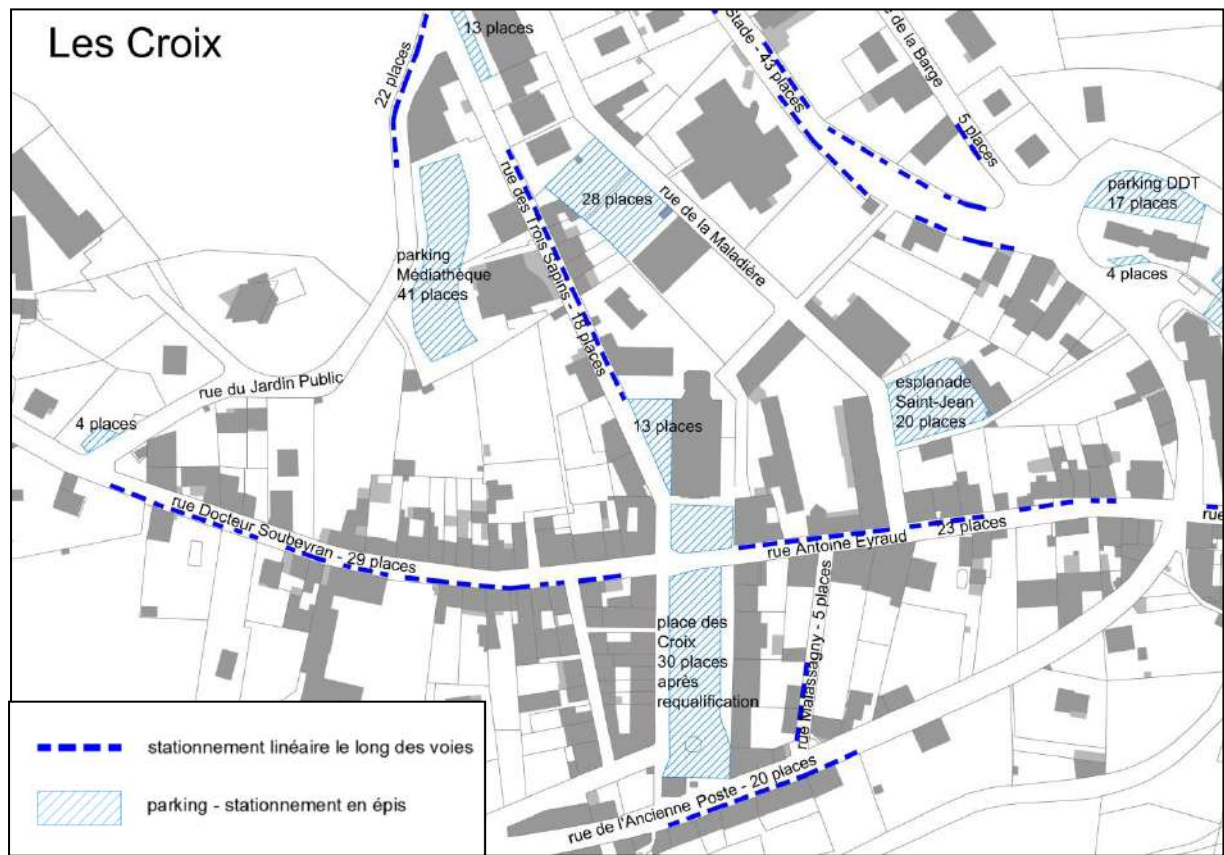 Les Croix
13 places
22 places
Stade - 43 places
de la Barge
5 places
parking DDT
17 places
4 places
rue des Trois Sapins - 18 places
28 places
rue de la Maladière
parking
Médiathèque
41 places
rue du Jardin Public
4 places
13 places
esplanade
Saint-Jean
20 places
rue Docteur Soubeyran - 29 places
rue Antoine Eyraud
23 places
rue
place des
Croix
30 places
après
requalification
rue Malassagny - 5 places
rue de l'Ancienne Poste - 20 places
stationnement linéaire le long des voies
parking - stationnement en épis